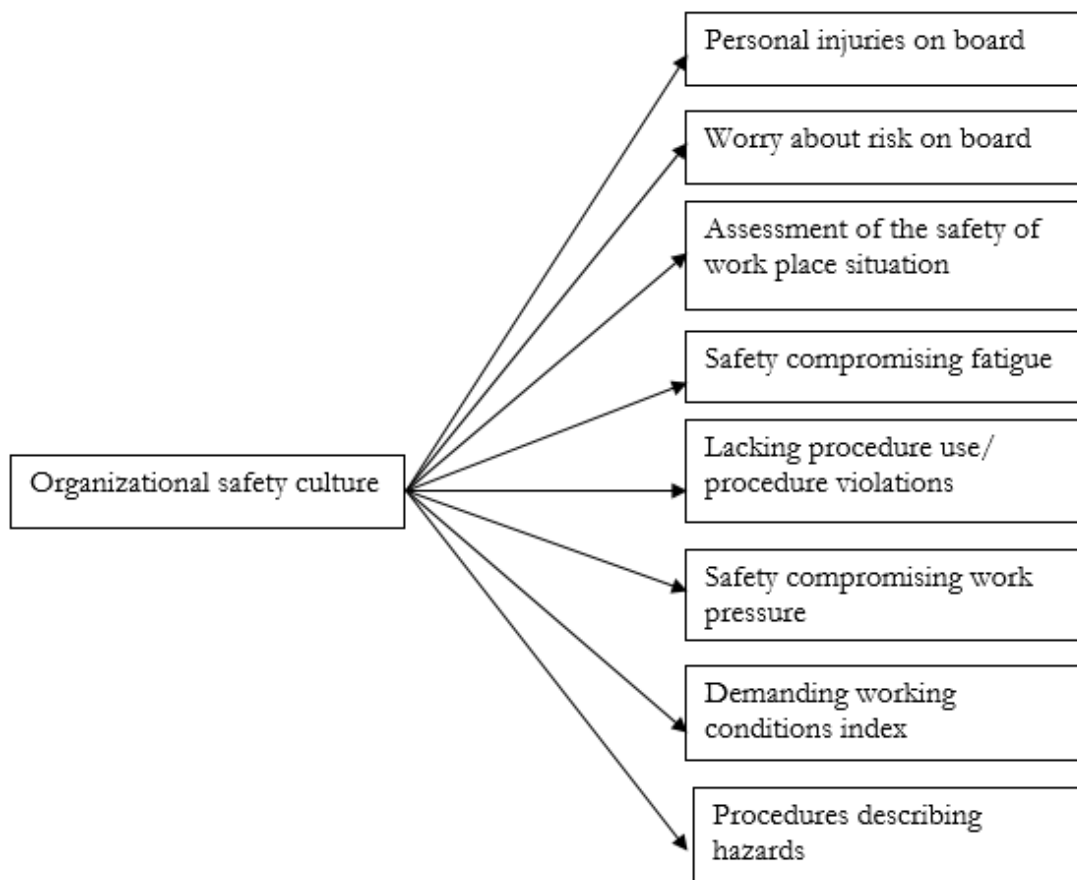 Personal injuries on board
Worry about risk on board
Assessment of the safety of
work place situation
Safety compromising fatigue
Lacking procedure use/
procedure violations
Organizational safety culture
Safety compromising work
pressure
Demanding working
conditions index
Procedures describing
hazards